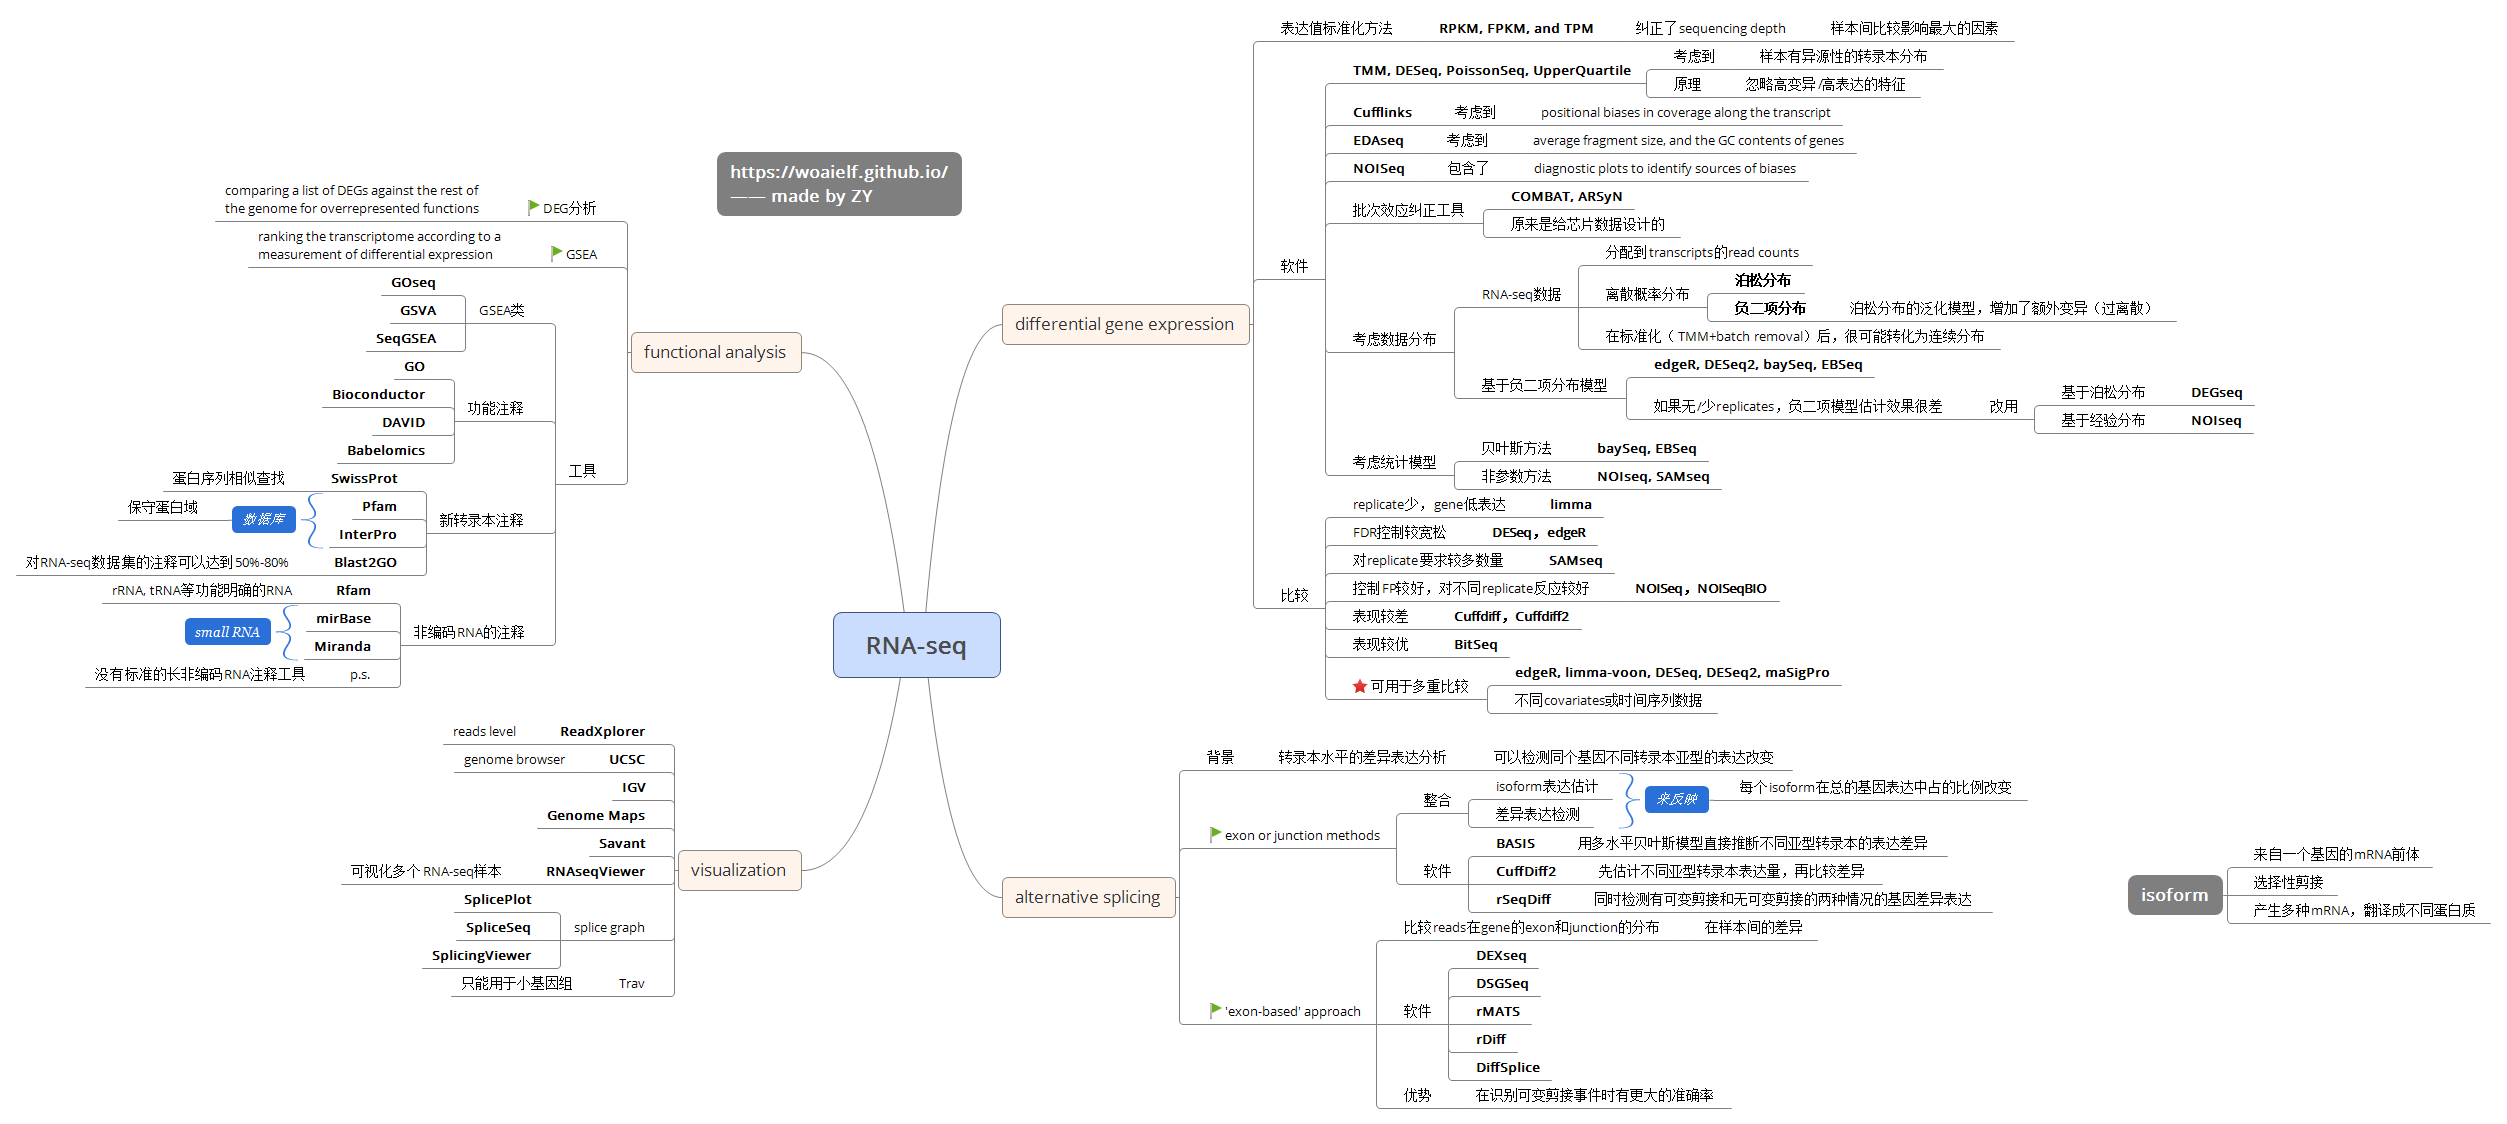 https://woaielf.github.io/
—— made by ZY
RNA-seq
differential gene expression
表达值标准化方法
RPKM, FPKM, and TPM
纠正了sequencing depth
样本间比较影响最大的因素
软件
TMM, DESeq, PoissonSeq, UpperQuartile
考虑到
样本有异源性的转录本分布
原理
忽略高变异/高表达的特征
Cufflinks
考虑到
positional biases in coverage along the transcript
EDAseq
考虑到
average fragment size, and the GC contents of genes
NOISeq
包含了
diagnostic plots to identify sources of biases
批次效应纠正工具
COMBAT, ARSyN
原来是给芯片数据设计的
考虑数据分布
RNA-seq数据
分配到transcripts的read counts
离散概率分布
泊松分布
负二项分布
泊松分布的泛化模型，增加了额外变异（过离散）
在标准化（TMM+batch removal）后，很可能转化为连续分布
基于负二项分布模型
edgeR, DESeq2, baySeq, EBSeq
如果无/少replicates，负二项模型估计效果很差
改用
基于泊松分布
DEGseq
基于经验分布
NOIseq
考虑统计模型
贝叶斯方法
baySeq, EBSeq
非参数方法
NOIseq, SAMseq
比较
replicate少，gene低表达
limma
FDR控制较宽松
DESeq，edgeR
对replicate要求较多数量
SAMseq
控制FP较好，对不同replicate反应较好
NOISeq，NOISeqBIO
表现较差
Cuffdiff，Cuffdiff2
表现较优
BitSeq
可用于多重比较
edgeR, limma-voon, DESeq, DESeq2, maSigPro
不同covariates或时间序列数据
alternative splicing
背景
转录本水平的差异表达分析
可以检测同个基因不同转录本亚型的表达改变
exon or junction methods
整合
isoform表达估计
差异表达检测
来反映
每个isoform在总的基因表达中占的比例改变
软件
BASIS
用多水平贝叶斯模型直接推断不同亚型转录本的表达差异
CuffDiff2
先估计不同亚型转录本表达量，再比较差异
rSeqDiff
同时检测有可变剪接和无可变剪接的两种情况的基因差异表达
'exon-based' approach
比较reads在gene的exon和junction的分布
在样本间的差异
软件
DEXseq
DSGSeq
rMATS
rDiff
DiffSplice
优势
在识别可变剪接事件时有更大的准确率
isoform
来自一个基因的mRNA前体
选择性剪接
产生多种mRNA，翻译成不同蛋白质
functional analysis
DEG分析
comparing a list of DEGs against the rest of
the genome for overrepresented functions
GSEA
ranking the transcriptome according to a
measurement of differential expression
工具
GSEA类
GOseq
GSVA
SeqGSEA
功能注释
GO
Bioconductor
DAVID
Babelomics
新转录本注释
SwissProt
蛋白序列相似查找
Pfam
InterPro
数据库
保守蛋白域
Blast2GO
对RNA-seq数据集的注释可以达到50%-80%
非编码RNA的注释
Rfam
rRNA, tRNA等功能明确的RNA
mirBase
Miranda
small RNA
p.s.
没有标准的长非编码RNA注释工具
visualization
ReadXplorer
reads level
UCSC
genome browser
IGV
Genome Maps
Savant
RNAseqViewer
可视化多个RNA-seq样本
splice graph
SplicePlot
SpliceSeq
SplicingViewer
Trav
只能用于小基因组